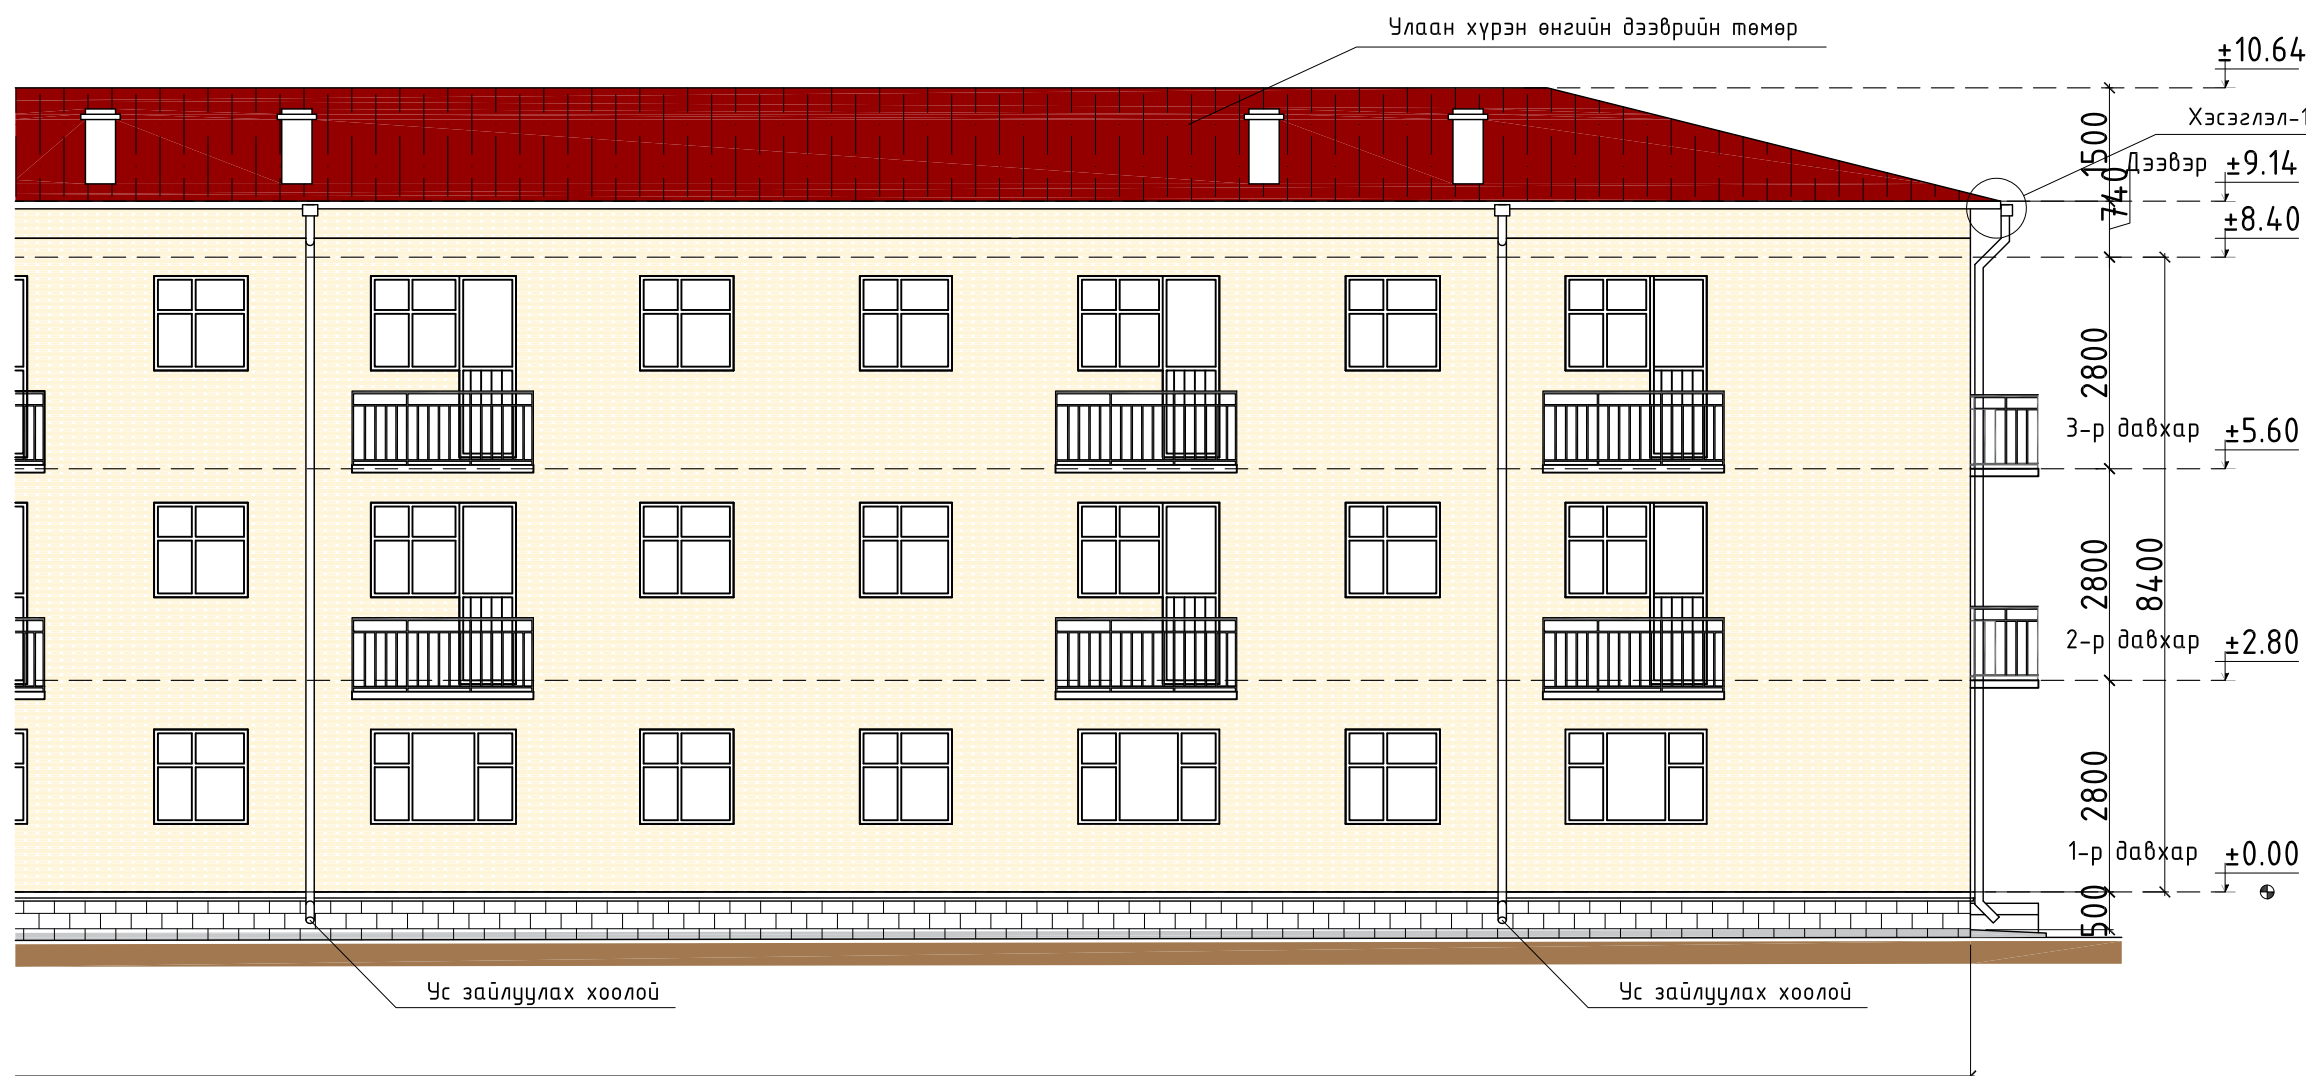 Улаан хүрэн өнгийн дээврийн төмөр
±10.64
Хэсэглэл-1
1500
Дээвэр ±9.14
740
±8.40
2800
3-р давхар ±5.60
2800
8400
2-р давхар ±2.80
2800
1-р давхар ±0.00
500
Ус зайлуулах хоолой
Ус зайлуулах хоолой